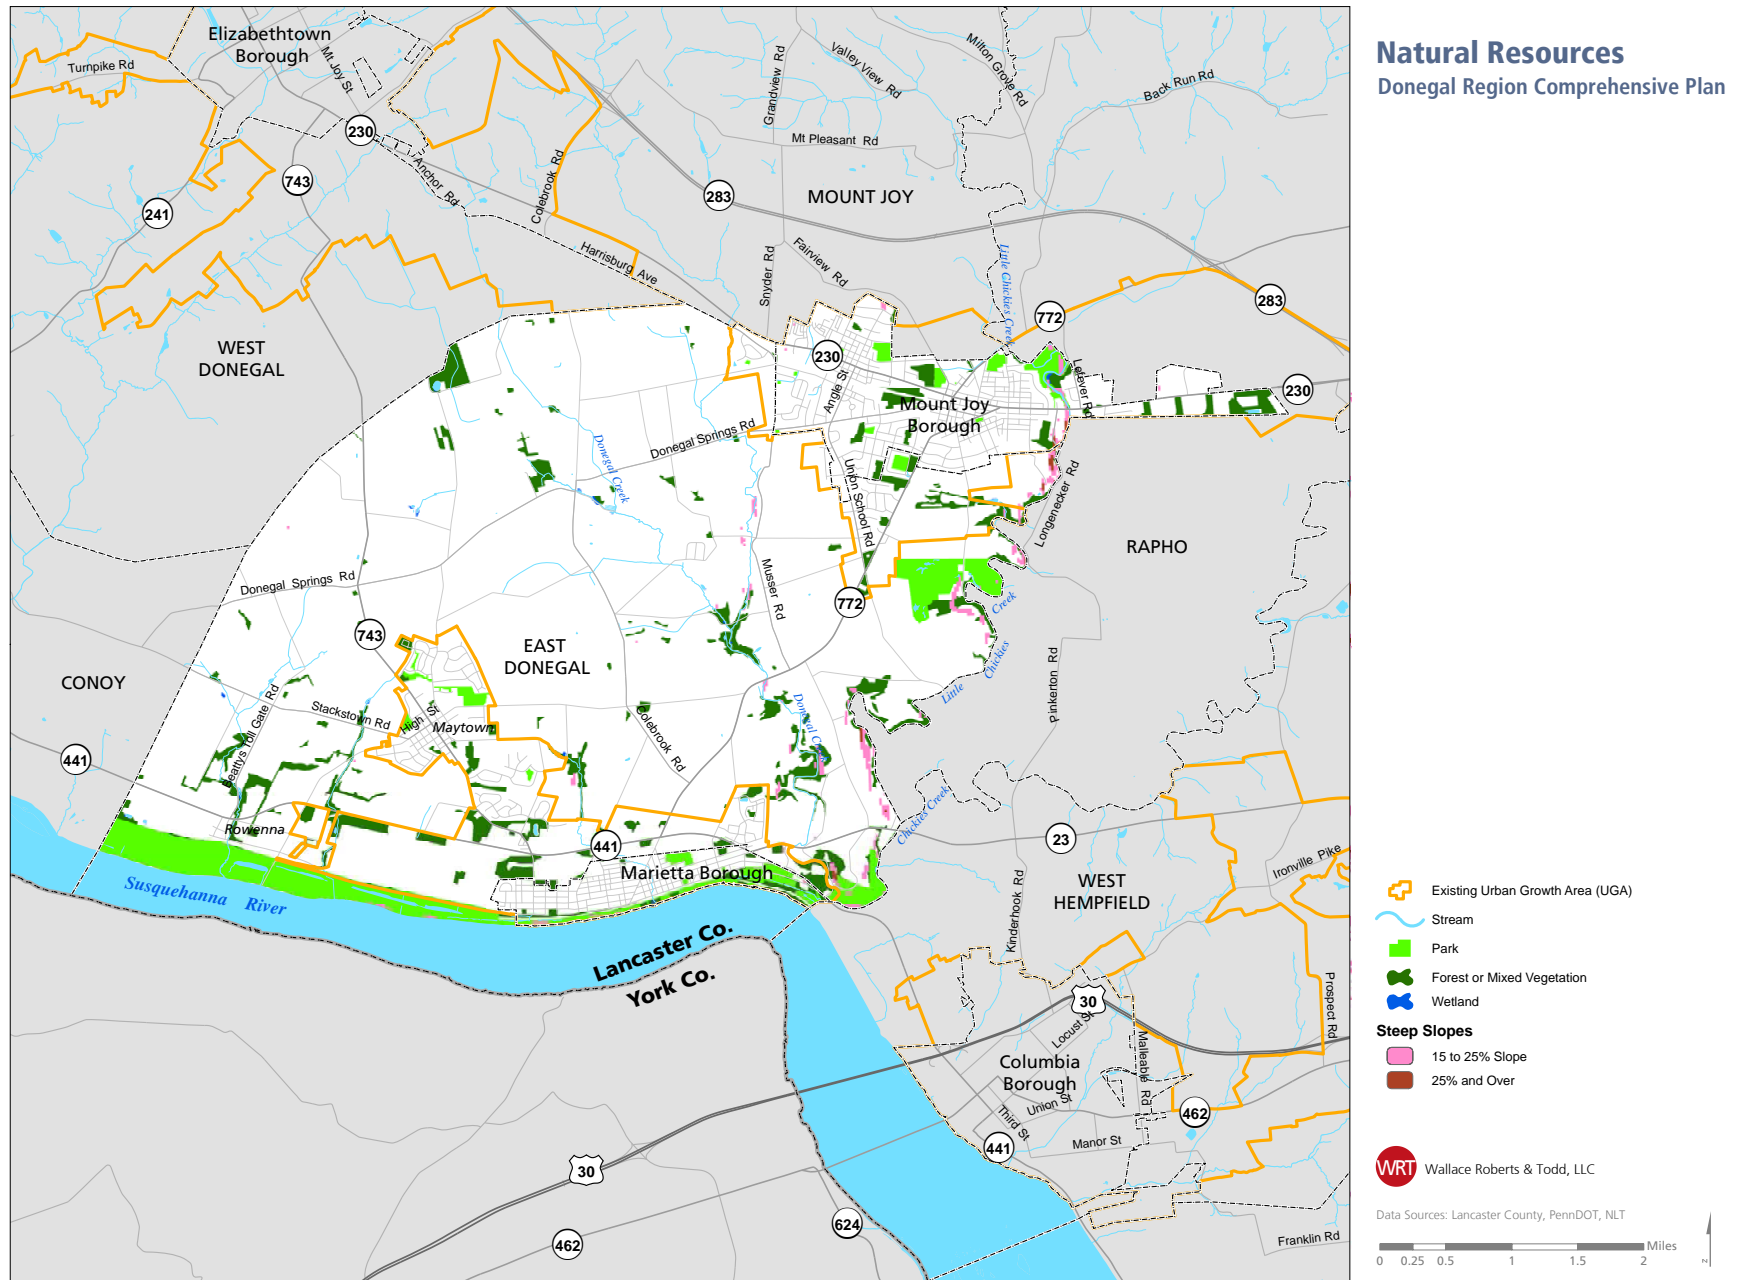 Natural Resources
Donegal Region Comprehensive Plan
Elizabethtown
Borough
Turnpike Rd
Mt Joy St
230
743
241
Anchor Rd
Colebrook Rd
Harrisburg Ave
Grandview Rd
Valley View Rd
Milton Grove Rd
Back Run Rd
Mt Pleasant Rd
283
MOUNT JOY
Snyder Rd
Fairview Rd
Little Chickies Creek
772
283
WEST
DONEGAL
230
Angle St
Mount Joy
Borough
Lefever Rd
230
Donegal Springs Rd
Donegal Creek
Union School Rd
Longenecker Rd
RAPHO
Donegal Springs Rd
Musser Rd
772
743
EAST
DONEGAL
Creek
Chickies
Little
Pinkerton Rd
CONOY
Beattys Toll Gate Rd
Stackstown Rd
High St
Maytown
Colebrook Rd
Donegal Creek
441
Rowenna
441
Chickies Creek
23
Marietta Borough
Susquehanna River
Lancaster Co.
York Co.
WEST
HEMPFIELD
Kinderhook Rd
Ironville Pike
Prospect Rd
30
Locust St
Columbia
Borough
Malleable Rd
Union St
Third St
Manor St
462
441
30
462
624
Franklin Rd
Existing Urban Growth Area (UGA)
Stream
Park
Forest or Mixed Vegetation
Wetland
Steep Slopes
15 to 25% Slope
25% and Over
WRT Wallace Roberts & Todd, LLC
Data Sources: Lancaster County, PennDOT, NLT
Miles
0 0.25 0.5 1 1.5 2
z